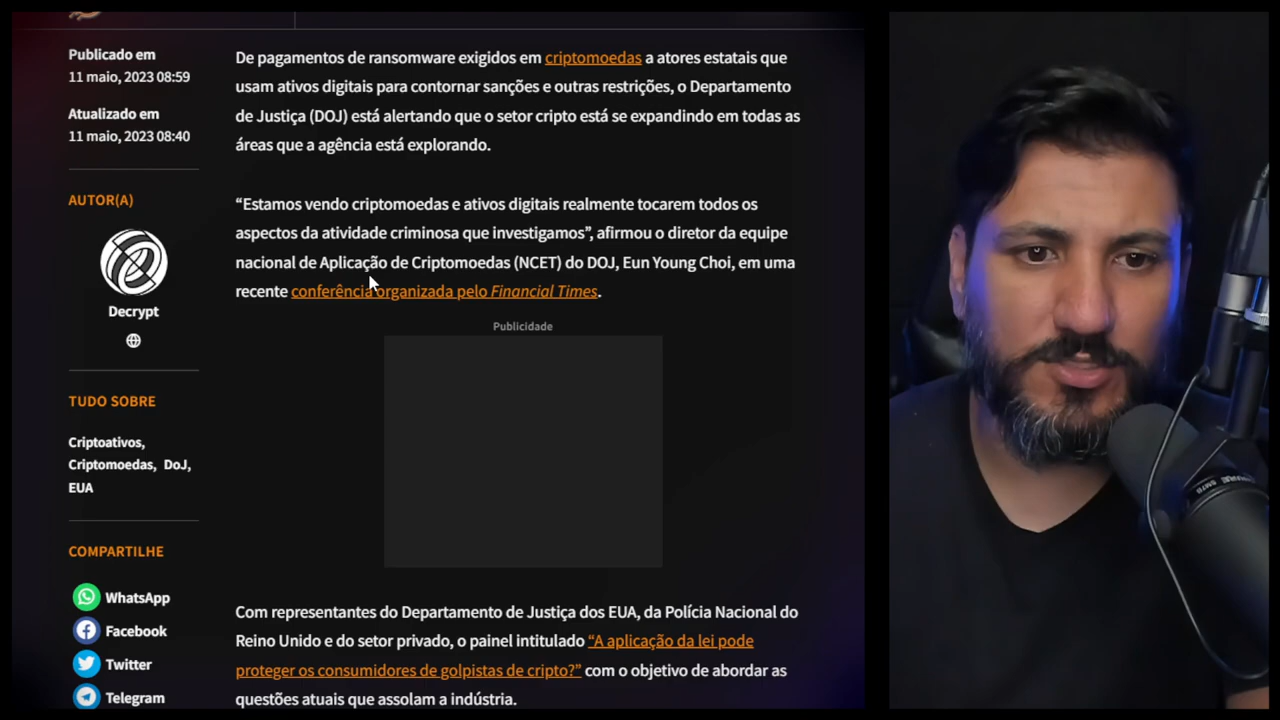 Publicado em
11 maio, 2023 08:59
Atualizado em
11 maio, 2023 08:40
AUTOR(A)
Decrypt
TUDO SOBRE
Criptoativos,
Criptomoedas, DoJ,
EUA
COMPARTILHE
WhatsApp
Facebook
Twitter
Telegram
De pagamentos de ransomware exigidos em criptomoedas a atores estatais que
usam ativos digitais para contornar sanções e outras restrições, o Departamento
de Justiça (DOJ) está alertando que o setor cripto está se expandindo em todas as
áreas que a agência está explorando.
“Estamos vendo criptomoedas e ativos digitais realmente tocarem todos os
aspectos da atividade criminosa que investigamos”, afirmou o diretor da equipe
nacional de Aplicação de Criptomoedas (NCET) do DOJ, Eun Young Choi, em uma
recente conferência organizada pelo Financial Times.
Publicidade
Com representantes do Departamento de Justiça dos EUA, da Polícia Nacional do
Reino Unido e do setor privado, o painel intitulado “A aplicação da lei pode
proteger os consumidores de golpistas de cripto?” com o objetivo de abordar as
questões atuais que assolam a indústria.